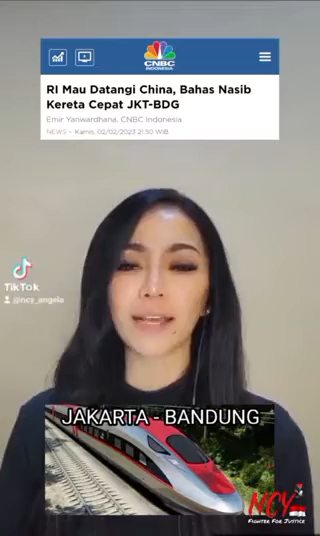 CNBC
INDONESIA
RI Mau Datangi China, Bahas Nasib
Kereta Cepat JKT-BDG
Emir Yanwardhana, CNBC Indonesia
NEWS - Kamis, 02/02/2023 21:50 WIB
TikTok
@ncy_angela
JAKARTA - BANDUNG
NCY
FIGHTER FOR JUSTICE